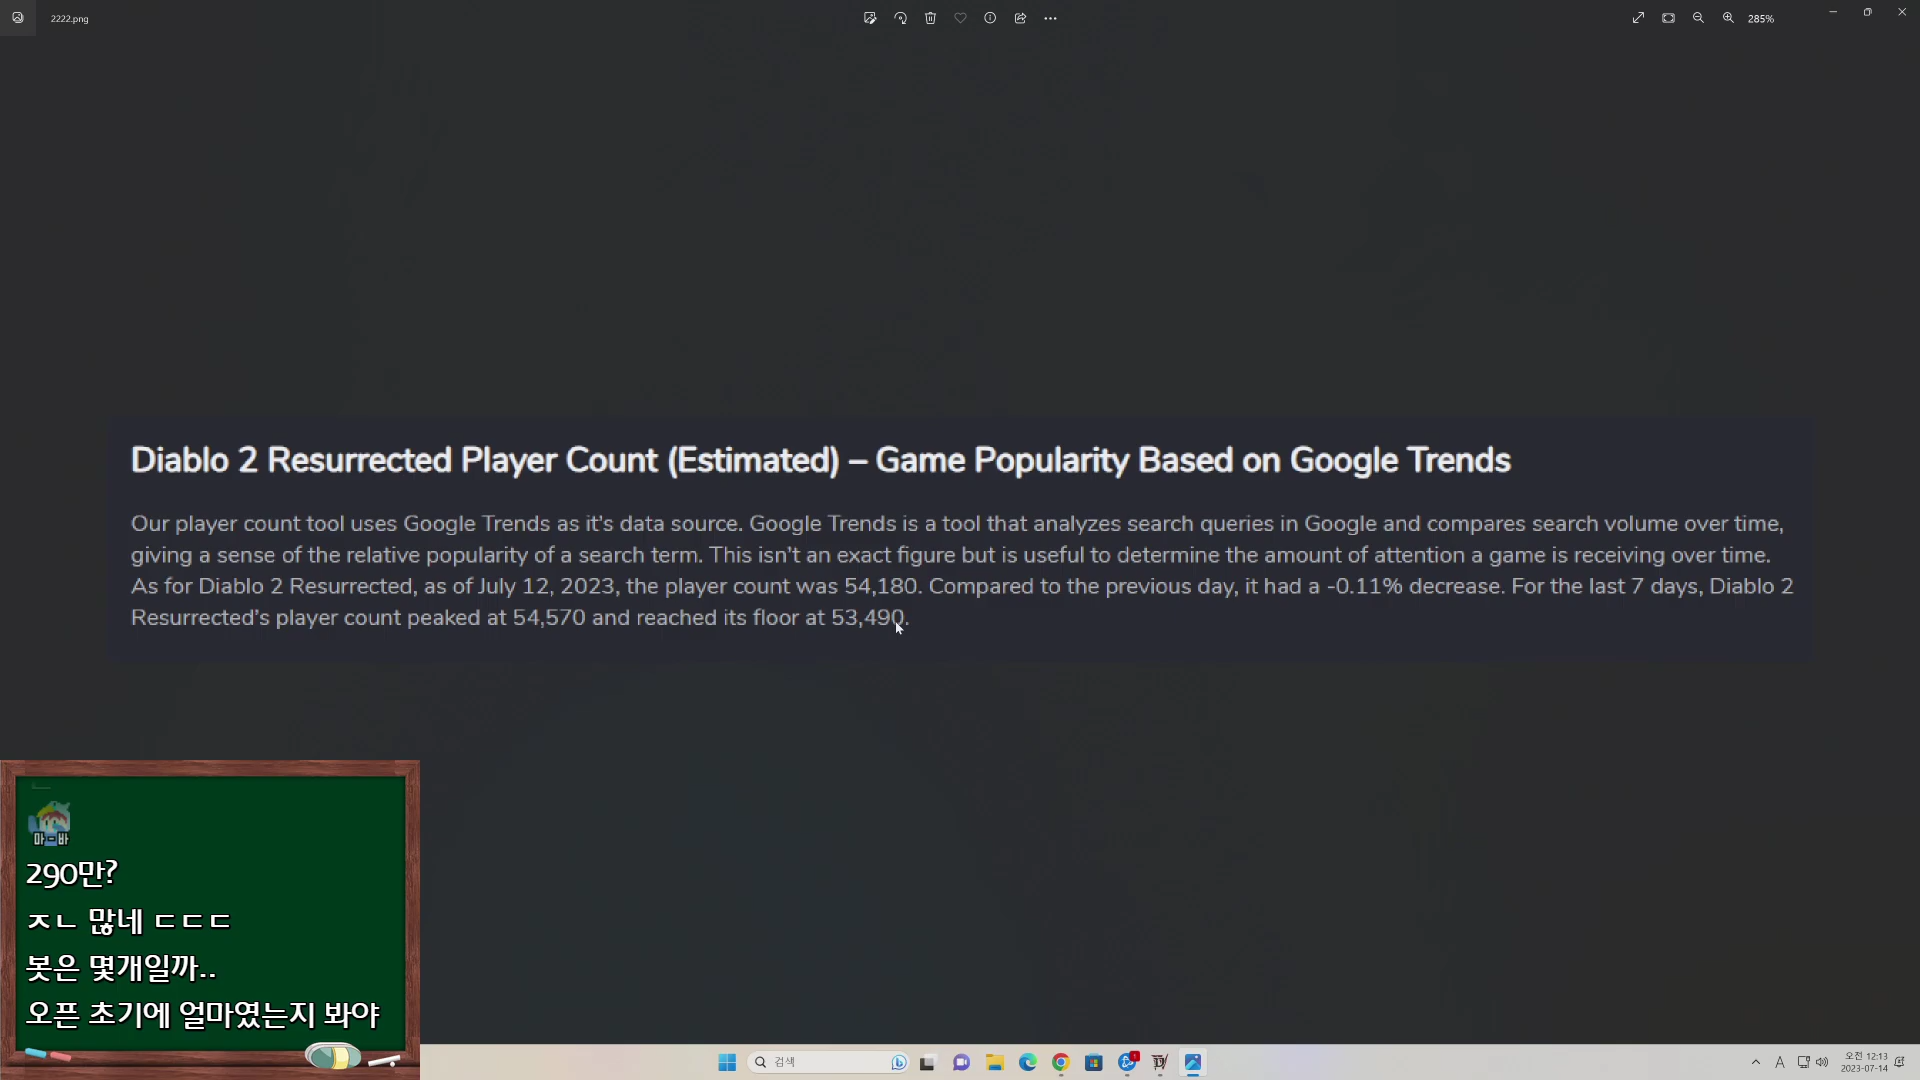 2222.png
285%
Diablo 2 Resurrected Player Count (Estimated) – Game Popularity Based on Google Trends
Our player count tool uses Google Trends as it's data source. Google Trends is a tool that analyzes search queries in Google and compares search volume over time,
giving a sense of the relative popularity of a search term. This isn't an exact figure but is useful to determine the amount of attention a game is receiving over time.
As for Diablo 2 Resurrected, as of July 12, 2023, the player count was 54,180. Compared to the previous day, it had a -0.11% decrease. For the last 7 days, Diablo 2
Resurrected's player count peaked at 54,570 and reached its floor at 53,490.
마-바
290만?
ㅈㄴ 많네 ㄷㄷㄷ
봇은 몇개일까..
오픈 초기에 얼마였는지 봐야
검색
1
A
오전 12:13
2023-07-14